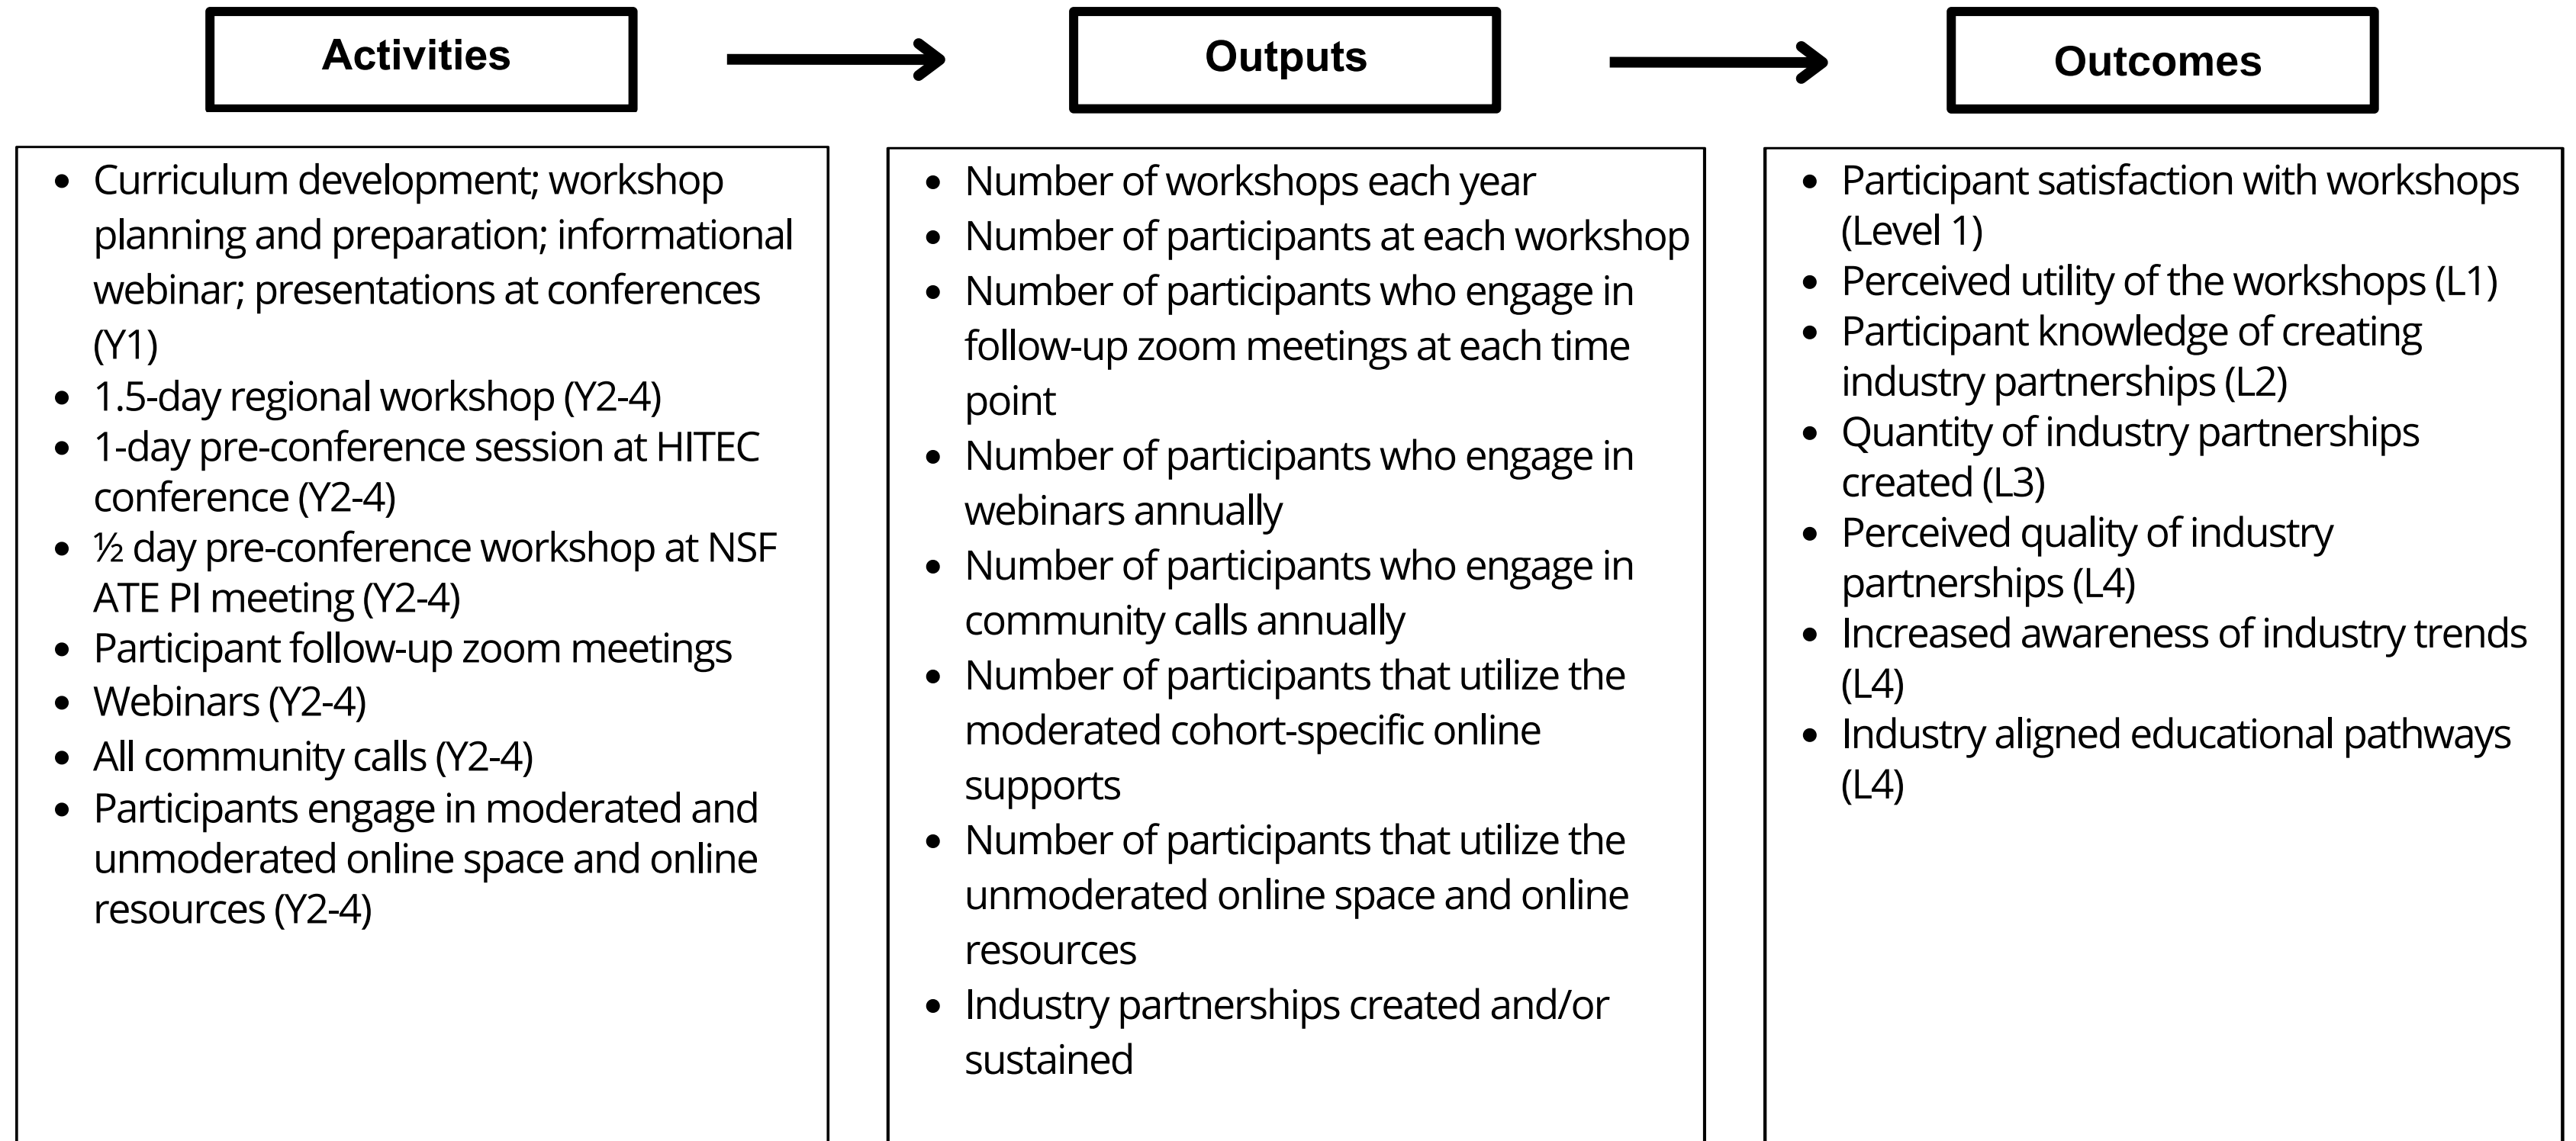 Activities
Outputs
Outcomes
• Curriculum development; workshop
planning and preparation; informational
webinar; presentations at conferences
(Y1)
• 1.5-day regional workshop (Y2-4)
• 1-day pre-conference session at HITEC
conference (Y2-4)
• ½ day pre-conference workshop at NSF
ATE PI meeting (Y2-4)
• Participant follow-up zoom meetings
• Webinars (Y2-4)
• All community calls (Y2-4)
• Participants engage in moderated and
unmoderated online space and online
resources (Y2-4)
• Number of workshops each year
• Number of participants at each workshop
• Number of participants who engage in
follow-up zoom meetings at each time
point
• Number of participants who engage in
webinars annually
• Number of participants who engage in
community calls annually
• Number of participants that utilize the
moderated cohort-specific online
supports
• Number of participants that utilize the
unmoderated online space and online
resources
• Industry partnerships created and/or
sustained
• Participant satisfaction with workshops
(Level 1)
• Perceived utility of the workshops (L1)
• Participant knowledge of creating
industry partnerships (L2)
• Quantity of industry partnerships
created (L3)
• Perceived quality of industry
partnerships (L4)
• Increased awareness of industry trends
(L4)
• Industry aligned educational pathways
(L4)